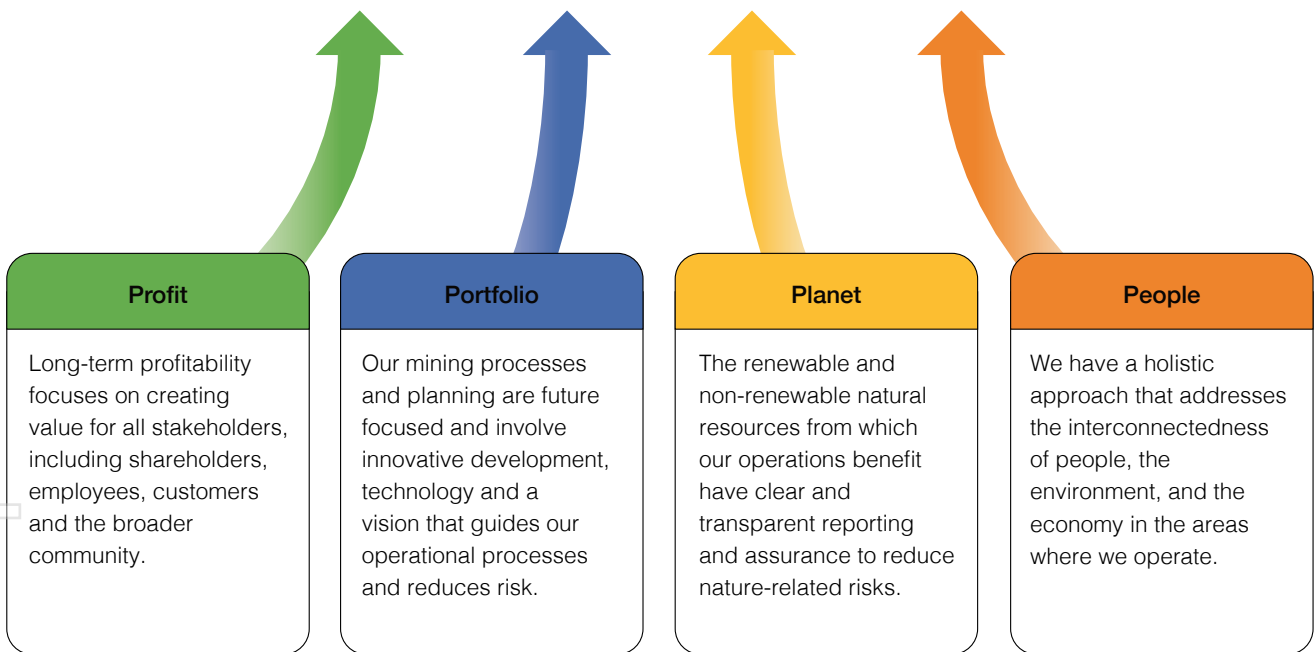 Profit
Long-term profitability
focuses on creating
value for all stakeholders,
including shareholders,
employees, customers
and the broader
community.
Portfolio
Our mining processes
and planning are future
focused and involve
innovative development,
technology and a
vision that guides our
operational processes
and reduces risk.
Planet
The renewable and
non-renewable natural
resources from which
our operations benefit
have clear and
transparent reporting
and assurance to reduce
nature-related risks.
People
We have a holistic
approach that addresses
the interconnectedness
of people, the
environment, and the
economy in the areas
where we operate.